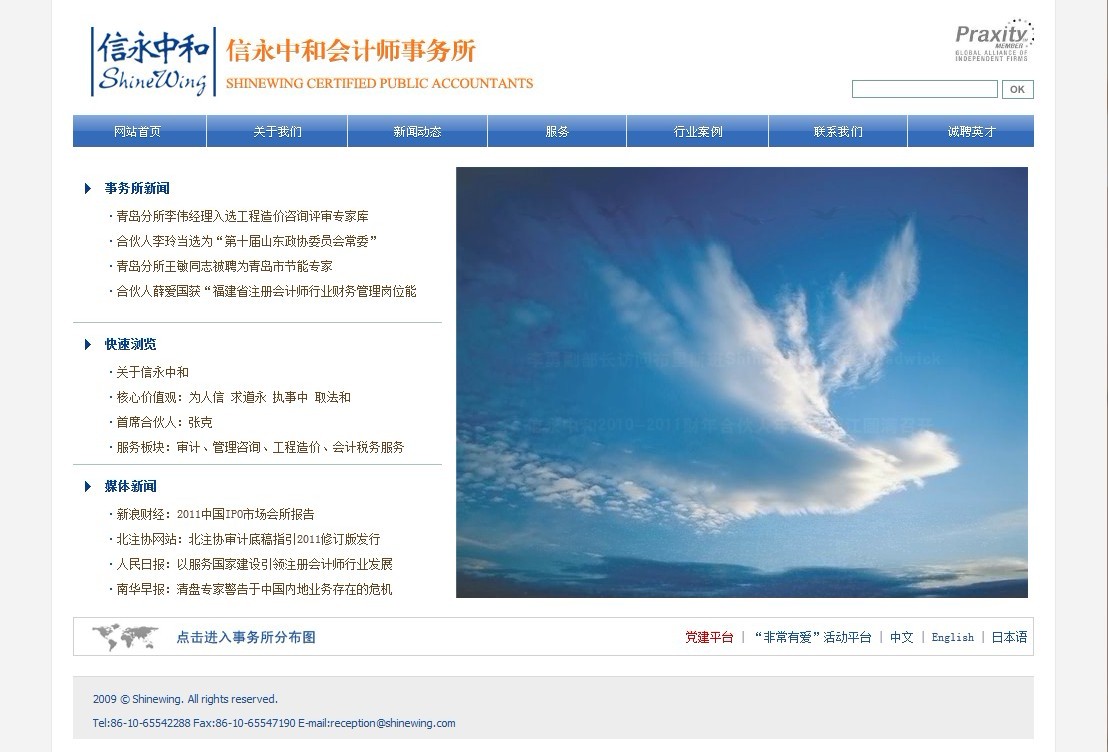 信永中和
ShineWing
信永中和会计师事务所
SHINEWING CERTIFIED PUBLIC ACCOUNTANTS
Praxity
MEMBER
GLOBAL ALLIANCE OF
INDEPENDENT FIRMS
OK
网站首页 关于我们 新闻动态 服务 行业案例 联系我们 诚聘英才
事务所新闻
·青岛分所李伟经理入选工程造价咨询评审专家库
·合伙人李玲当选为“第十届山东政协委员会常委”
·青岛分所王敏同志被聘为青岛市节能专家
·合伙人薛爱国获“福建省注册会计师行业财务管理岗位能
快速浏览
·关于信永中和
·核心价值观：为人信 求道永 执事中 取法和
·首席合伙人：张克
·服务板块：审计、管理咨询、工程造价、会计税务服务
媒体新闻
·新浪财经：2011中国IPO市场会所报告
·北注协网站：北注协审计底稿指引2011修订版发行
·人民日报：以服务国家建设引领注册会计师行业发展
·南华早报：清盘专家警告于中国内地业务存在的危机
点击进入事务所分布图
党建平台 | “非常有爱”活动平台 | 中文 | English | 日本语
2009 © Shinewing. All rights reserved.
Tel:86-10-65542288 Fax:86-10-65547190 E-mail:reception@shinewing.com